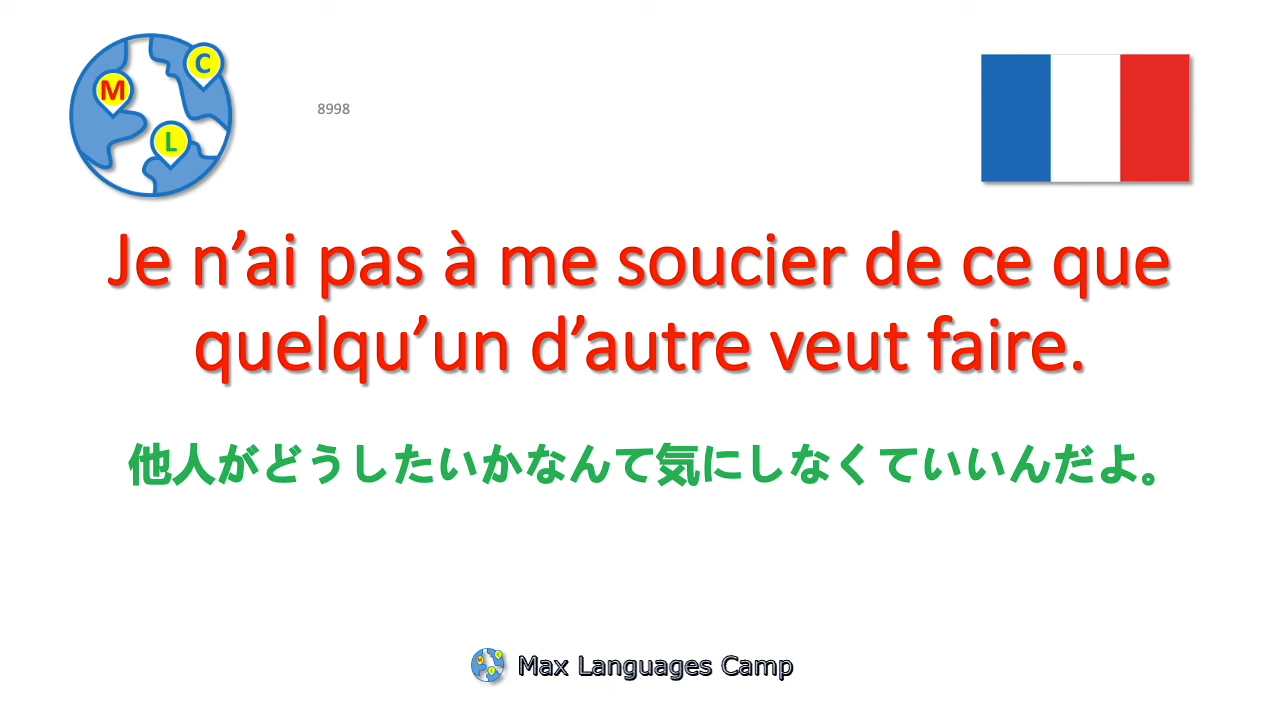 M
C
L
8998
Je n’ai pas à me soucier de ce que
quelqu’un d’autre veut faire.
他人がどうしたいかなんて気にしなくていいんだよ。
Max Languages Camp